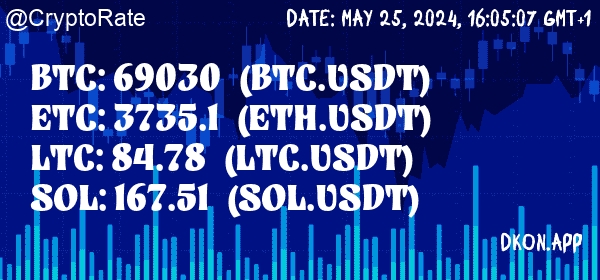 @CryptoRate
DATE: MAY 25, 2024, 16:05:07 GMT+1
BTC: 69030 (BTC.USDT)
ETC: 3735.1 (ETH.USDT)
LTC: 84.78 (LTC.USDT)
SOL: 167.51 (SOL.USDT)
DKON.APP